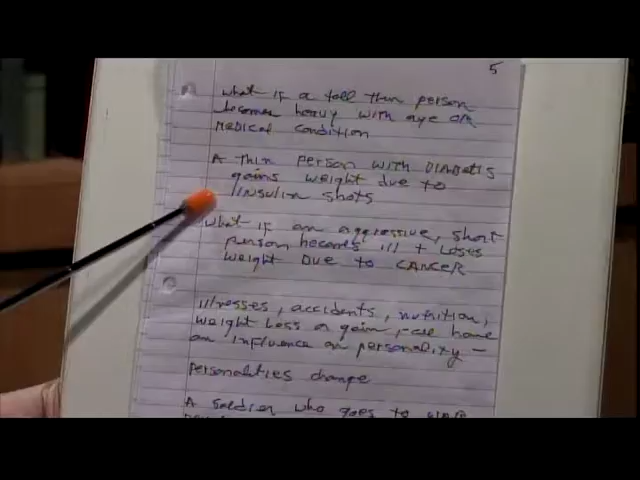 5
what if a tall thin person
becomes heavy with age or
medical condition
A thin person with DIABETIS
gains weight due to
INSULIN shots
what if an aggressive, short
person becomes ill + loses
weight DUE to CANCER
illnesses, accidents, nutrition,
weight loss or gain, all have
an influence on personality -
personalities change
A soldier who goes to